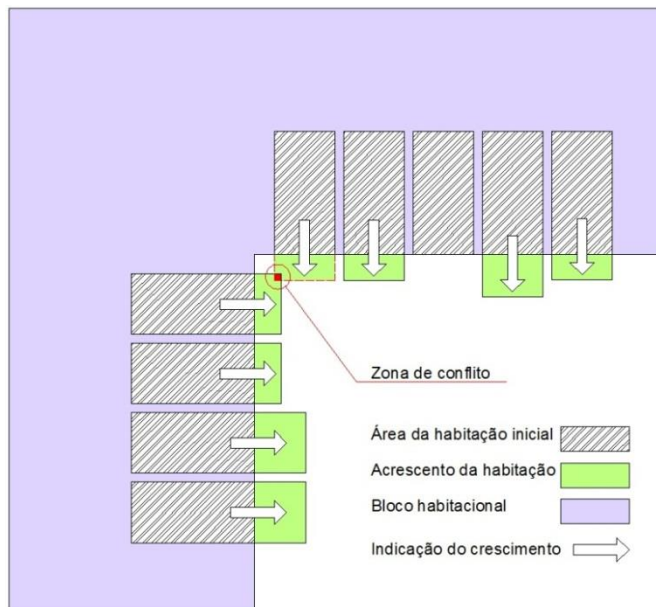 Zona de conflito
Área da habitação inicial
Acrescento da habitação
Bloco habitacional
Indicação do crescimento